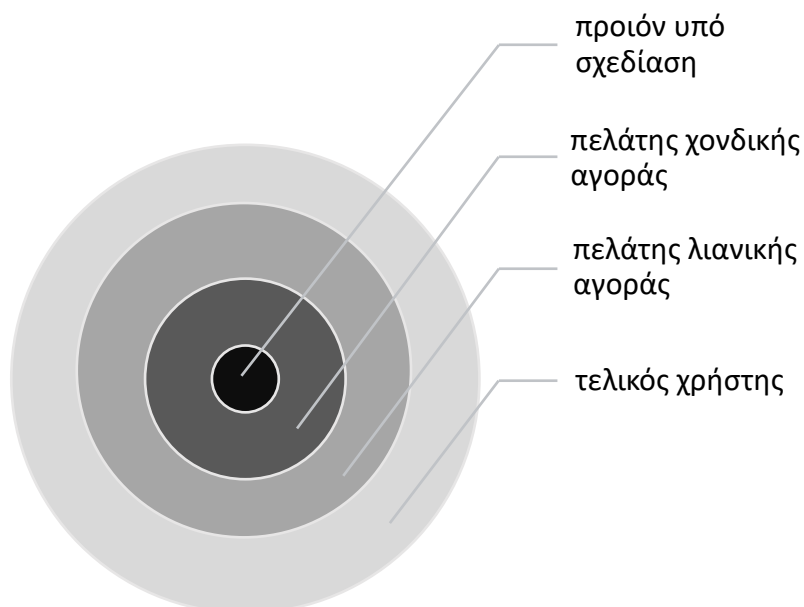 προιόν υπό
σχεδίαση
πελάτης χονδικής
αγοράς
πελάτης λιανικής
αγοράς
τελικός χρήστης